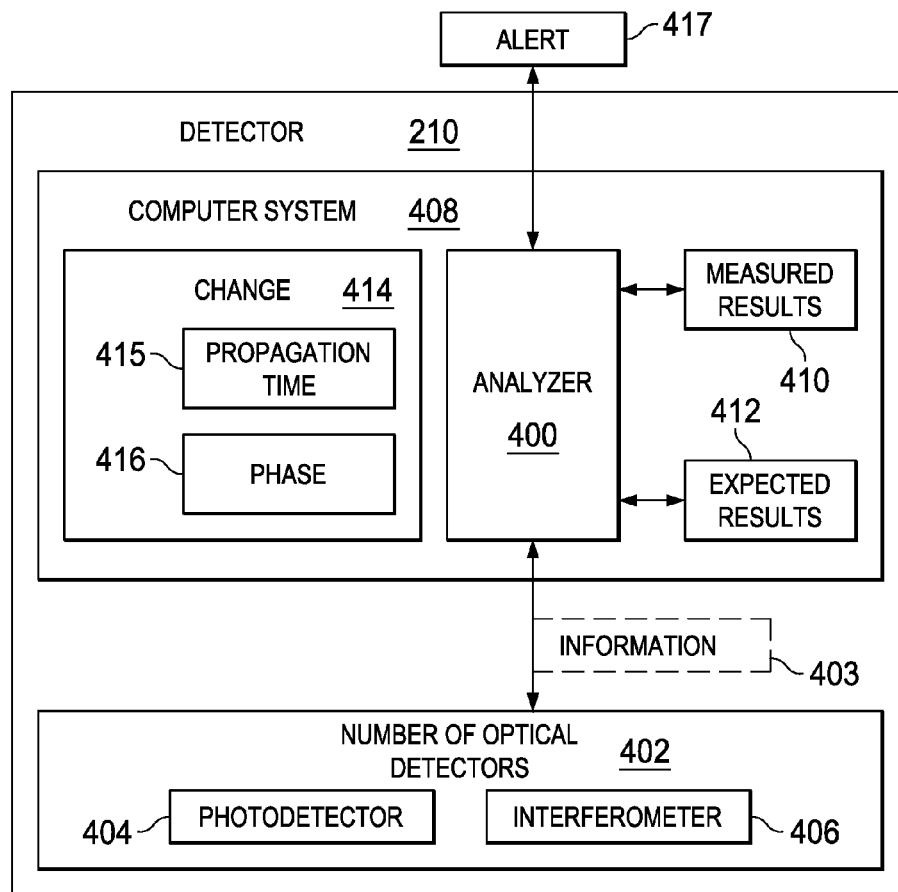 ALERT 417
DETECTOR 210
COMPUTER SYSTEM 408
CHANGE 414
415 PROPAGATION
TIME
416 PHASE
ANALYZER
400
MEASURED
RESULTS
410
412
EXPECTED
RESULTS
INFORMATION
403
NUMBER OF OPTICAL
DETECTORS 402
404 PHOTODETECTOR
INTERFEROMETER 406